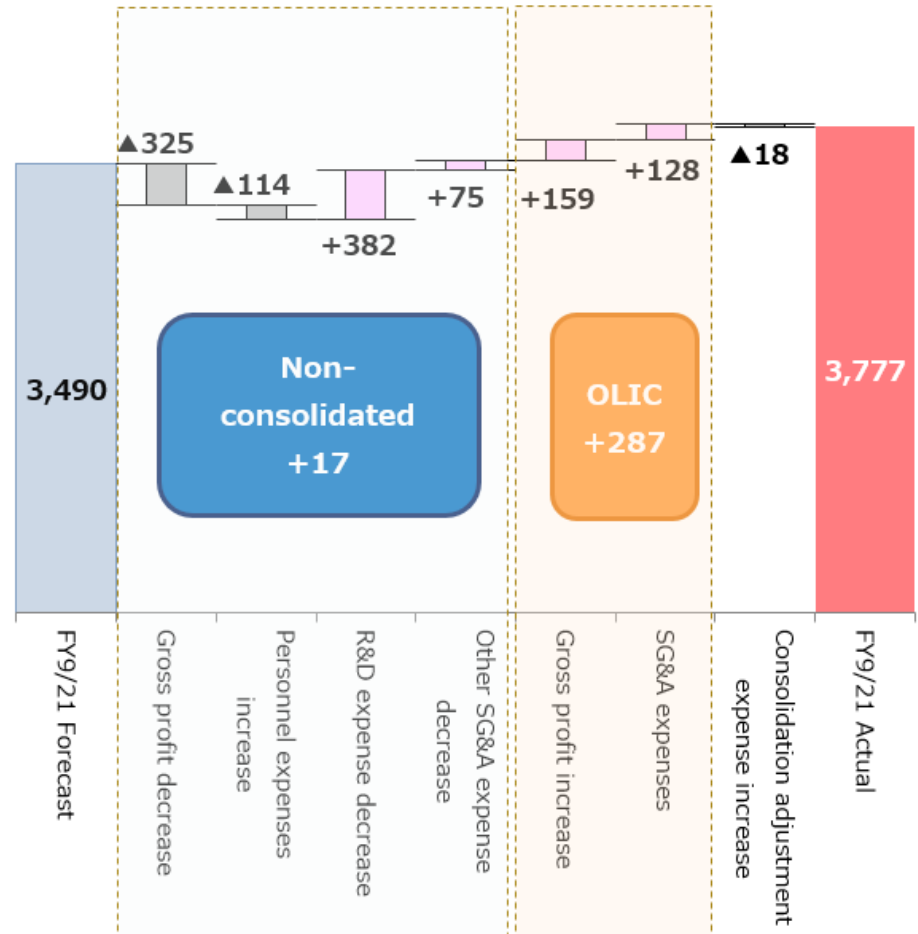 ▲325
▲114
+382
+75
+159
+128
▲18
3,490
Non-
consolidated
+17
OLIC
+287
3,777
FY9/21 Forecast
Gross profit decrease
Personnel expenses
increase
R&D expense decrease
Other SG&A expense
decrease
Gross profit increase
SG&A expenses
Consolidation adjustment
expense increase
FY9/21 Actual